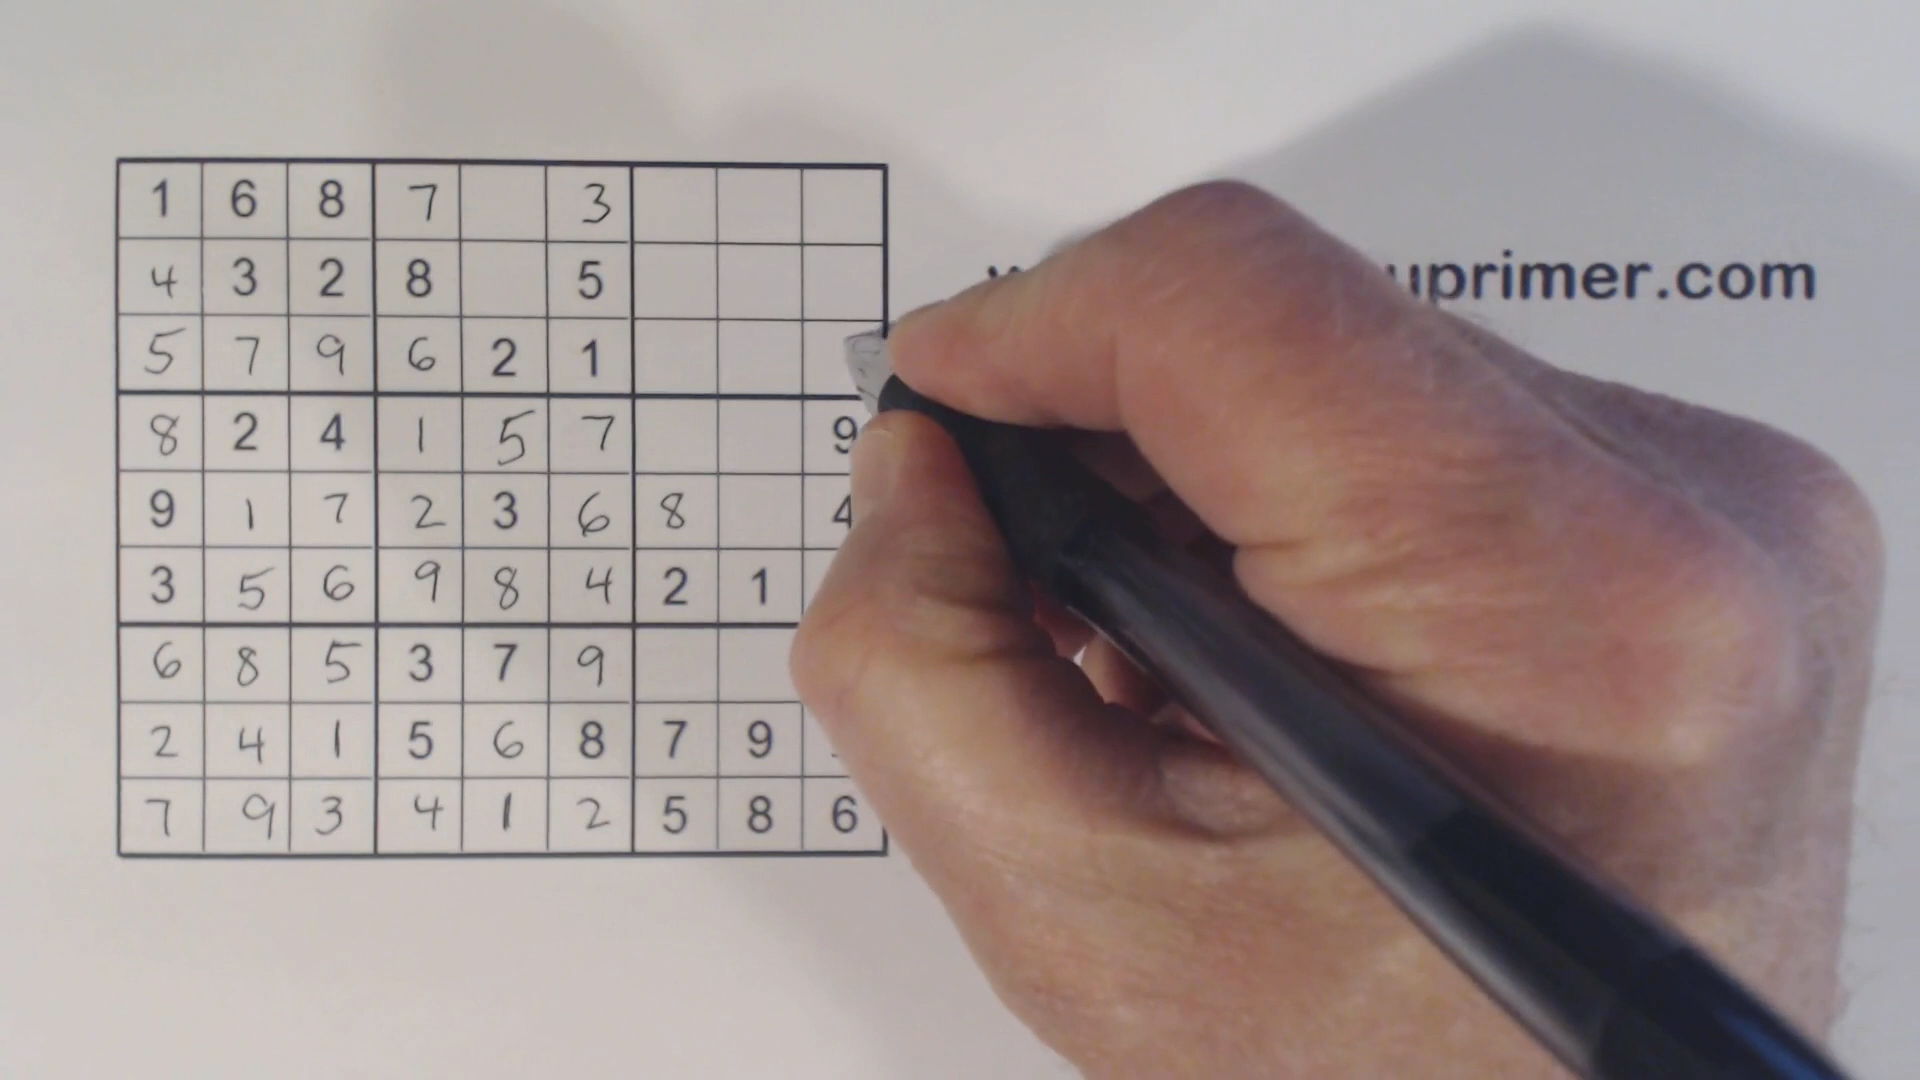 1 6 8 7 3
4 3 2 8 5
uprimer.com
5 7 9 6 2 1
8 2 4 1 5 7 9
9 1 7 2 3 6 8 4
3 5 6 9 8 4 2 1
6 8 5 3 7 9
2 4 1 5 6 8 7 9
7 9 3 4 1 2 5 8 6